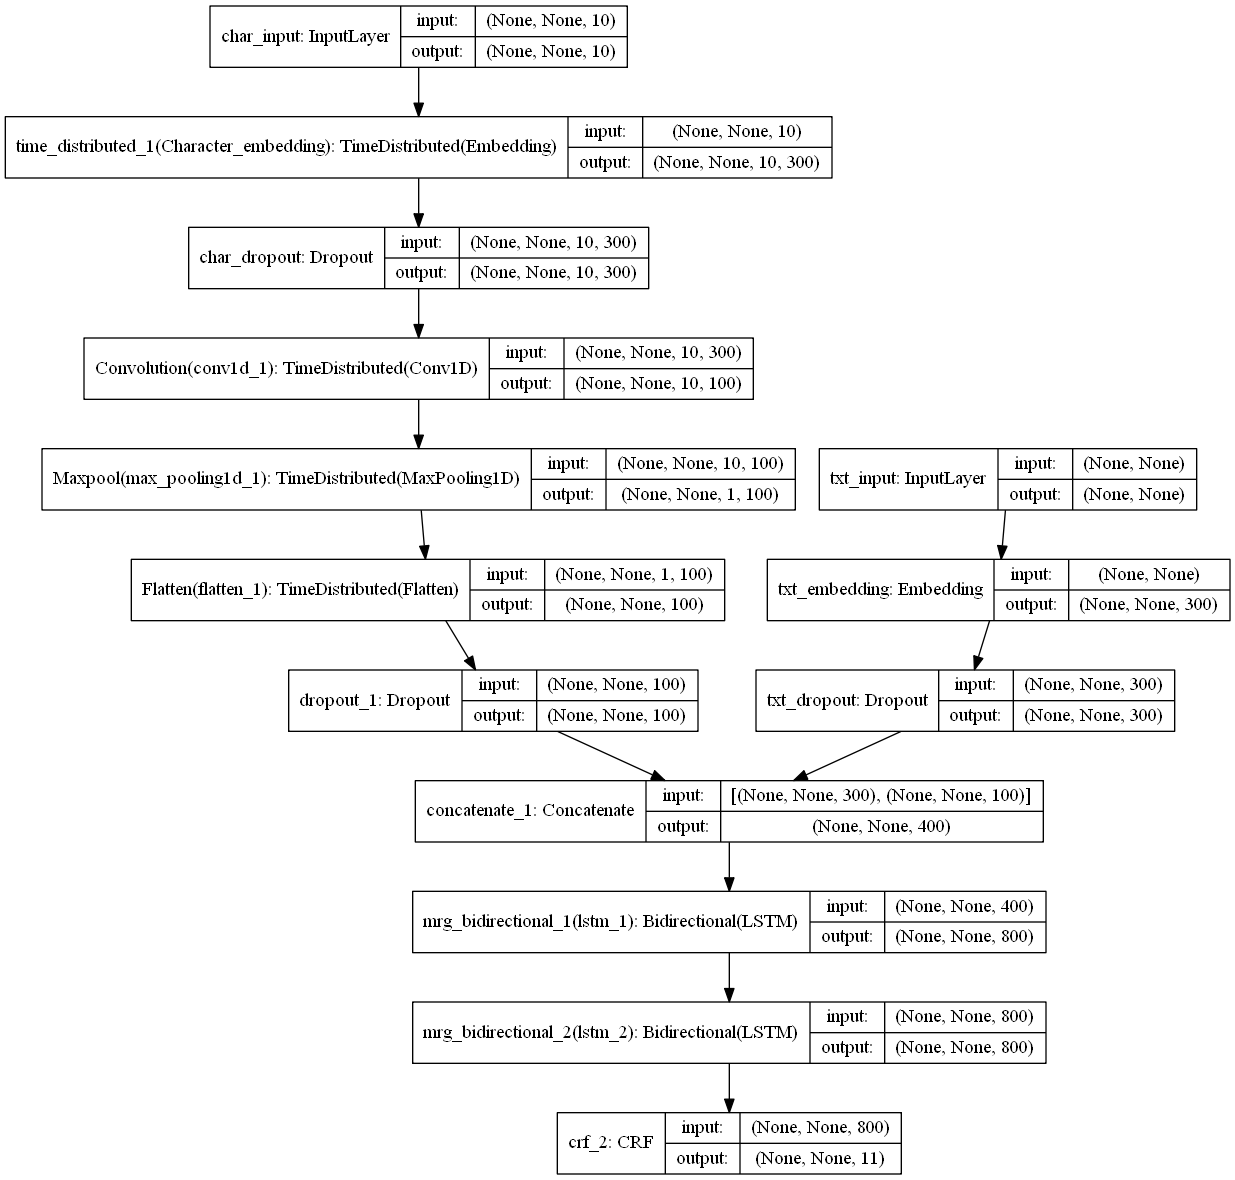 char_input: InputLayer
input: (None, None, 10)
output: (None, None, 10)
time_distributed_1(Character_embedding): TimeDistributed(Embedding)
input: (None, None, 10)
output: (None, None, 10, 300)
char_dropout: Dropout
input: (None, None, 10, 300)
output: (None, None, 10, 300)
Convolution(conv1d_1): TimeDistributed(Conv1D)
input: (None, None, 10, 300)
output: (None, None, 10, 100)
Maxpool(max_pooling1d_1): TimeDistributed(MaxPooling1D)
input: (None, None, 10, 100)
output: (None, None, 1, 100)
txt_input: InputLayer
input: (None, None)
output: (None, None)
Flatten(flatten_1): TimeDistributed(Flatten)
input: (None, None, 1, 100)
output: (None, None, 100)
txt_embedding: Embedding
input: (None, None)
output: (None, None, 300)
dropout_1: Dropout
input: (None, None, 100)
output: (None, None, 100)
txt_dropout: Dropout
input: (None, None, 300)
output: (None, None, 300)
concatenate_1: Concatenate
input: [(None, None, 300), (None, None, 100)]
output: (None, None, 400)
mrg_bidirectional_1(lstm_1): Bidirectional(LSTM)
input: (None, None, 400)
output: (None, None, 800)
mrg_bidirectional_2(lstm_2): Bidirectional(LSTM)
input: (None, None, 800)
output: (None, None, 800)
crf_2: CRF
input: (None, None, 800)
output: (None, None, 11)